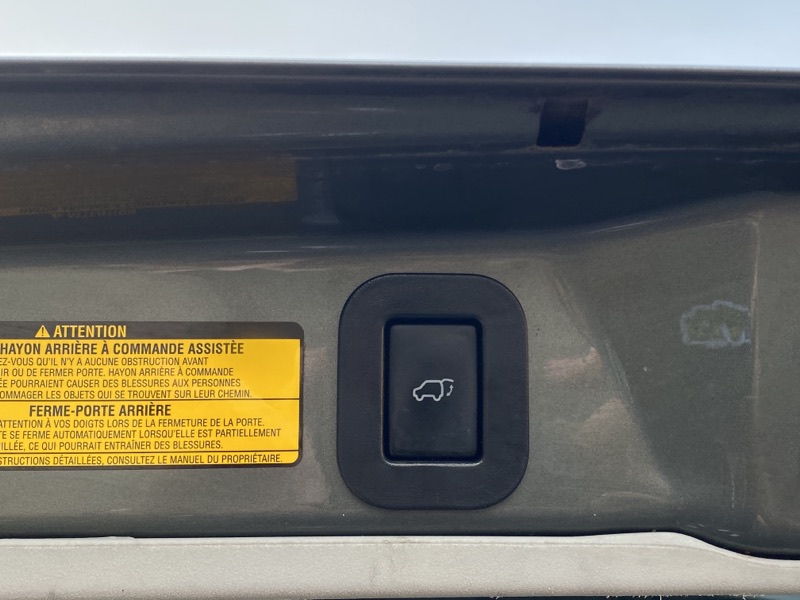 ATTENTION
HAYON ARRIÈRE À COMMANDE ASSISTÉE
EZ-VOUS QU'IL N'Y A AUCUNE OBSTRUCTION AVANT
IR OU DE FERMER PORTE. HAYON ARRIÈRE À COMMANDE
ÉE POURRAIENT CAUSER DES BLESSURES AUX PERSONNES
OMMAGER LES OBJETS QUI SE TROUVENT SUR LEUR CHEMIN.
FERME-PORTE ARRIÈRE
ATTENTION À VOS DOIGTS LORS DE LA FERMETURE DE LA PORTE.
TE SE FERME AUTOMATIQUEMENT LORSQU'ELLE EST PARTIELLEMENT
ILLÉE, CE QUI POURRAIT ENTRAÎNER DES BLESSURES.
STRUCTIONS DÉTAILLÉES, CONSULTEZ LE MANUEL DU PROPRIÉTAIRE.